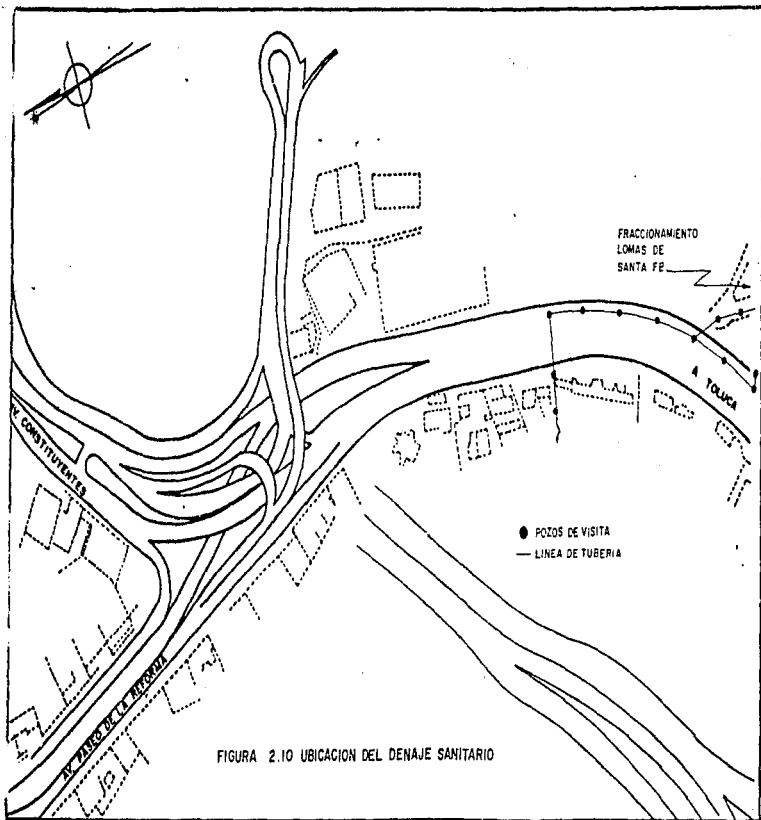 FRACCIONAMIENTO
LOMAS DE
SANTA FE
A TOLUCA
AV. CONSTITUYENTES
POZOS DE VISITA
LINEA DE TUBERIA
AV. PASEO DE LA REFORMA
FIGURA 2.10 UBICACION DEL DENAJE SANITARIO